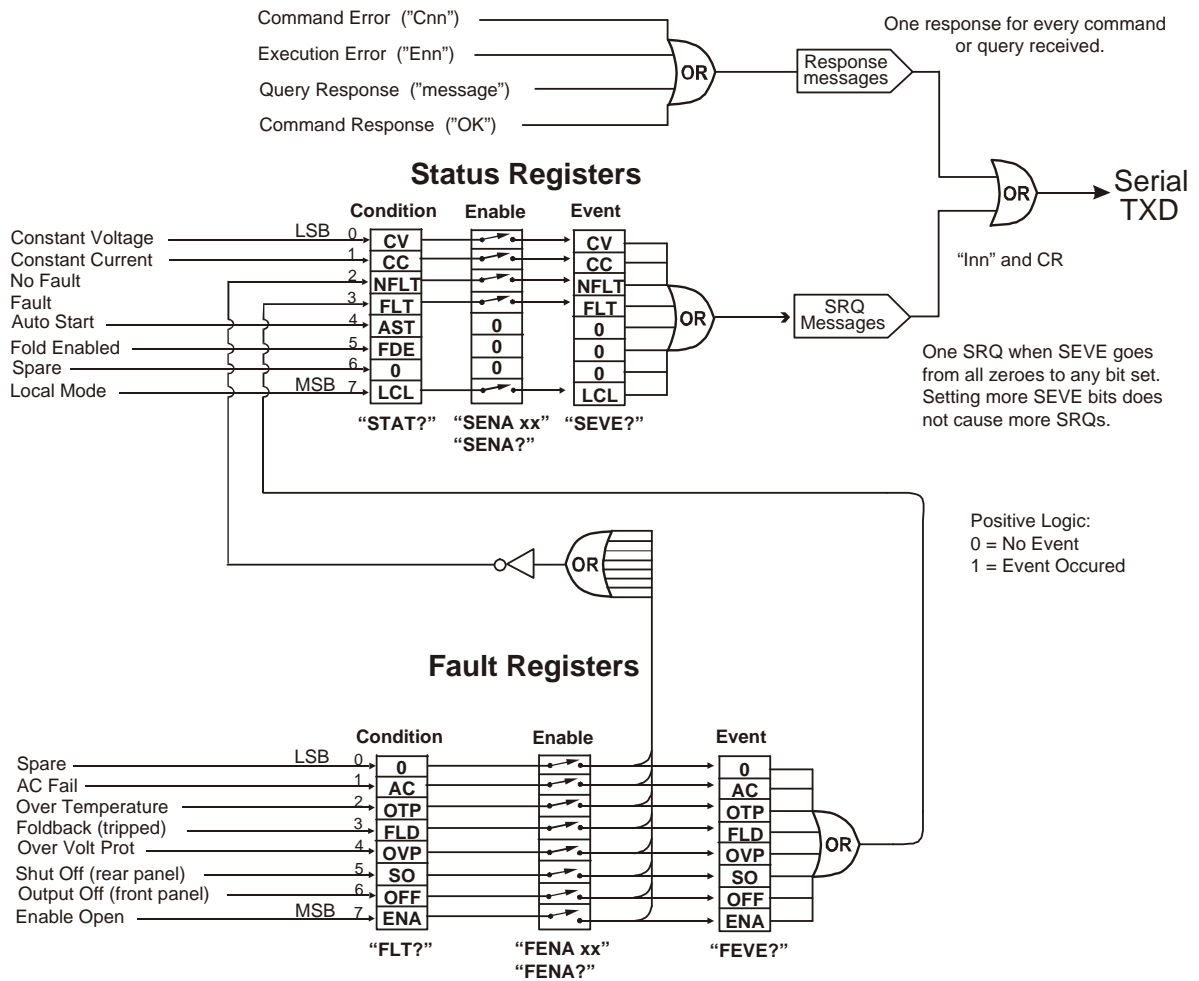 Command Error ("Cnn")
Execution Error (”Enn”)
Query Response (”message”)
Command Response (”OK”)
OR
Response
messages
One response for every command
or query received.
OR
Serial
TXD
Status Registers
Condition
Enable
Event
Constant Voltage
LSB
0
CV
CV
Constant Current
1
CC
CC
No Fault
2
NFLT
NFLT
Fault
3
FLT
FLT
Auto Start
4
AST
0
0
Fold Enabled
5
FDE
0
0
Spare
6
0
0
0
Local Mode
MSB
7
LCL
LCL
“STAT?”
“SENA xx”
“SENA?”
“SEVE?”
OR
SRQ
Messages
“Inn” and CR
One SRQ when SEVE goes
from all zeroes to any bit set.
Setting more SEVE bits does
not cause more SRQs.
Positive Logic:
0 = No Event
1 = Event Occured
OR
Fault Registers
Condition
Enable
Event
Spare
LSB
0
0
0
AC Fail
1
AC
AC
Over Temperature
2
OTP
OTP
Foldback (tripped)
3
FLD
FLD
Over Volt Prot
4
OVP
OVP
Shut Off (rear panel)
5
SO
SO
Output Off (front panel)
6
OFF
OFF
Enable Open
MSB
7
ENA
ENA
“FLT?”
“FENA xx”
“FENA?”
“FEVE?”
OR